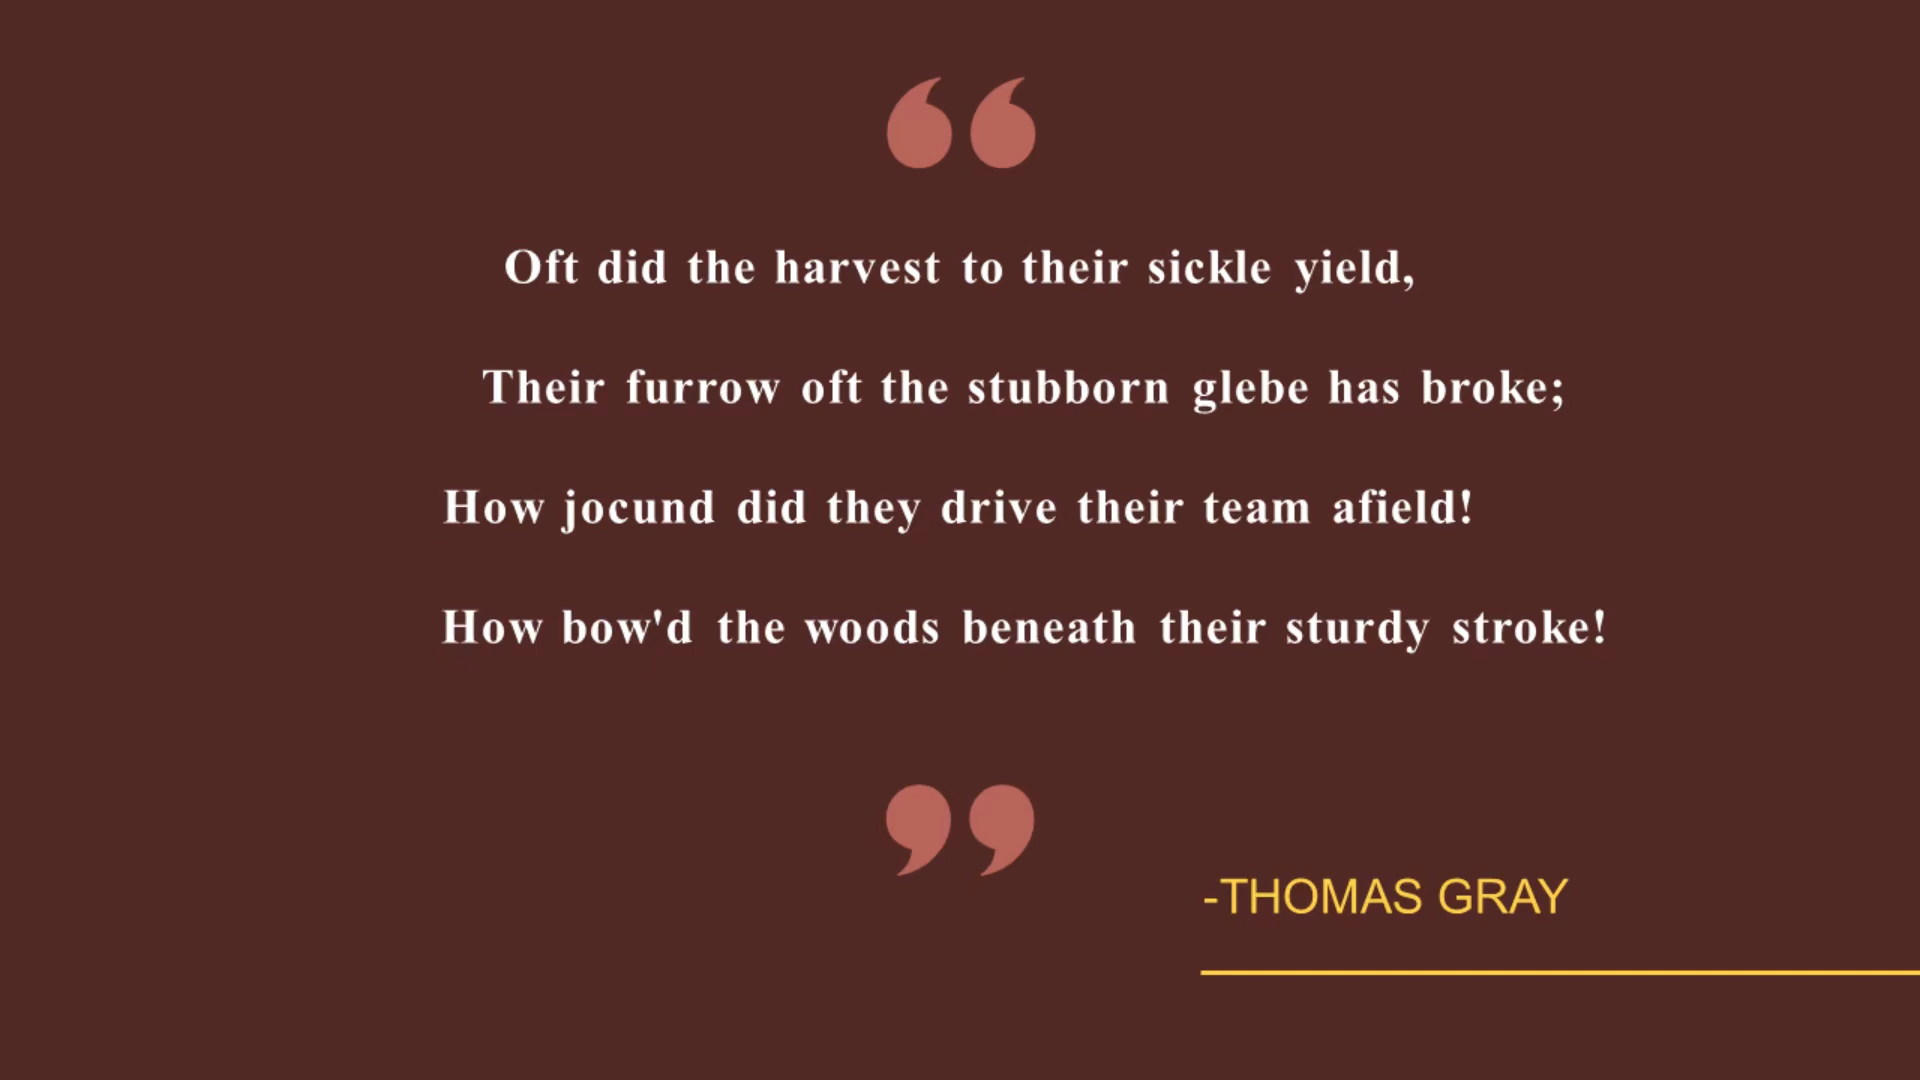 “
Oft did the harvest to their sickle yield,
Their furrow oft the stubborn glebe has broke;
How jocund did they drive their team afield!
How bow'd the woods beneath their sturdy stroke!
”
-THOMAS GRAY